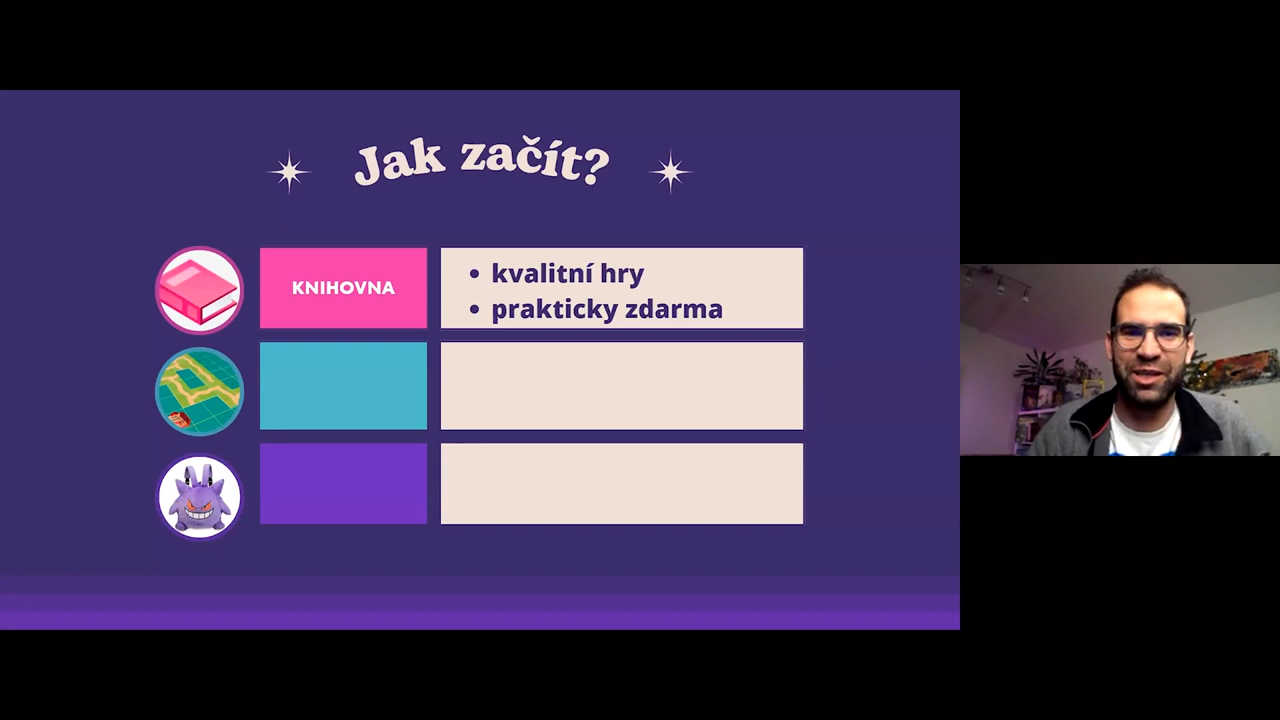 Jak začít?
KNIHOVNA
• kvalitní hry
• prakticky zdarma